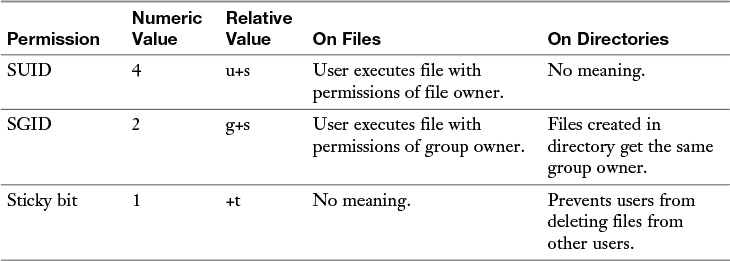 Numeric Relative
Permission Value Value On Files On Directories
SUID 4 u+s User executes file with No meaning.
permissions of file owner.
SGID 2 g+s User executes file with Files created in
permissions of group owner. directory get the same
group owner.
Sticky bit 1 +t No meaning. Prevents users from
deleting files from
other users.